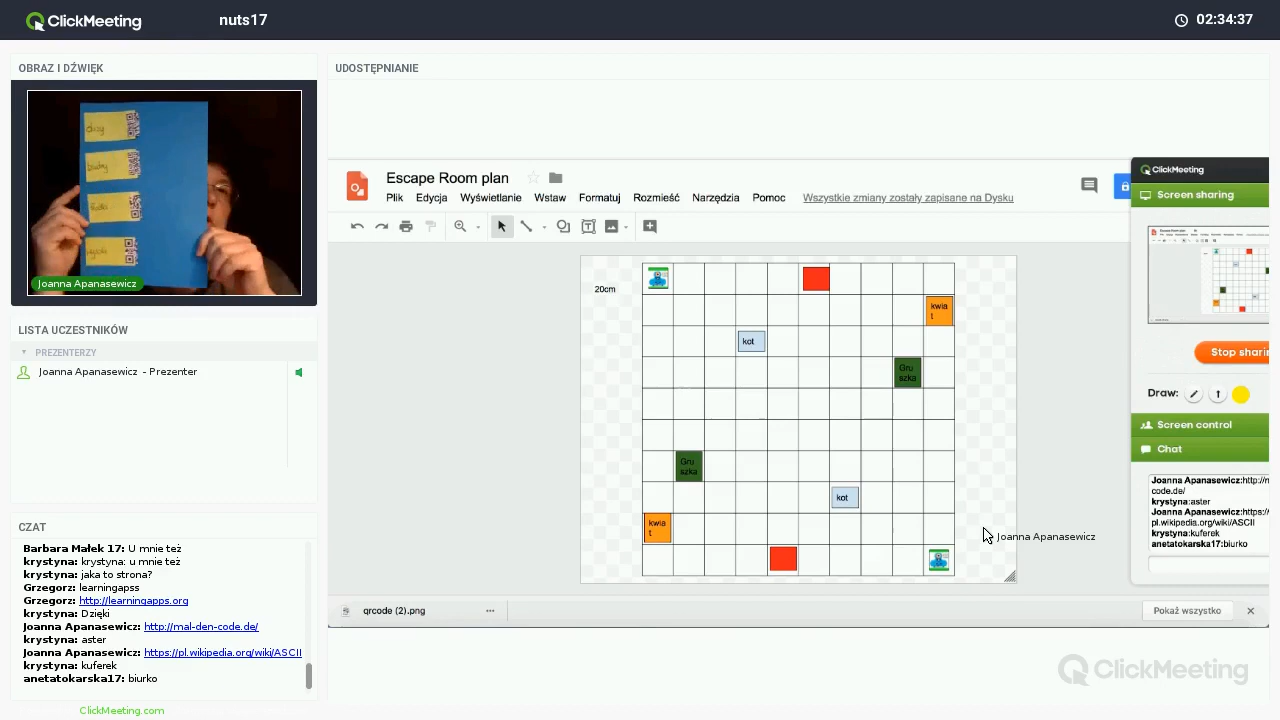 ClickMeeting
nuts17
02:34:37
OBRAZ I DŹWIĘK
Joanna Apanasewicz
LISTA UCZESTNIKÓW
PREZENTERZY
Joanna Apanasewicz - Prezenter
CZAT
Barbara Małek 17: U mnie też
krystyna: krystyna: u mnie też
krystyna: jaka to strona?
Grzegorz: learningapss
Grzegorz: http://learningapps.org
krystyna: Dzięki
Joanna Apanasewicz: http://mal-den-code.de/
krystyna: aster
Joanna Apanasewicz: https://pl.wikipedia.org/wiki/ASCII
krystyna: kuferek
anetatokarska17: biurko
ClickMeeting.com
UDOSTĘPNIANIE
Escape Room plan
Plik Edycja Wyświetlanie Wstaw Formatuj Rozmieść Narzędzia Pomoc Wszystkie zmiany zostały zapisane na Dysku
20cm
kwia
t
kot
Gru
szka
Gru
szka
kot
kwia
t
Joanna Apanasewicz
qrcode (2).png
Pokaż wszystko
ClickMeeting
Screen sharing
Escape Room plan
Stop sharin
Draw:
Screen control
Chat
Joanna Apanasewicz:http://m
code.de/
krystyna:aster
Joanna Apanasewicz:https:/
pl.wikipedia.org/wiki/ASCII
krystyna:kuferek
anetatokarska17:biurko
ClickMeeting